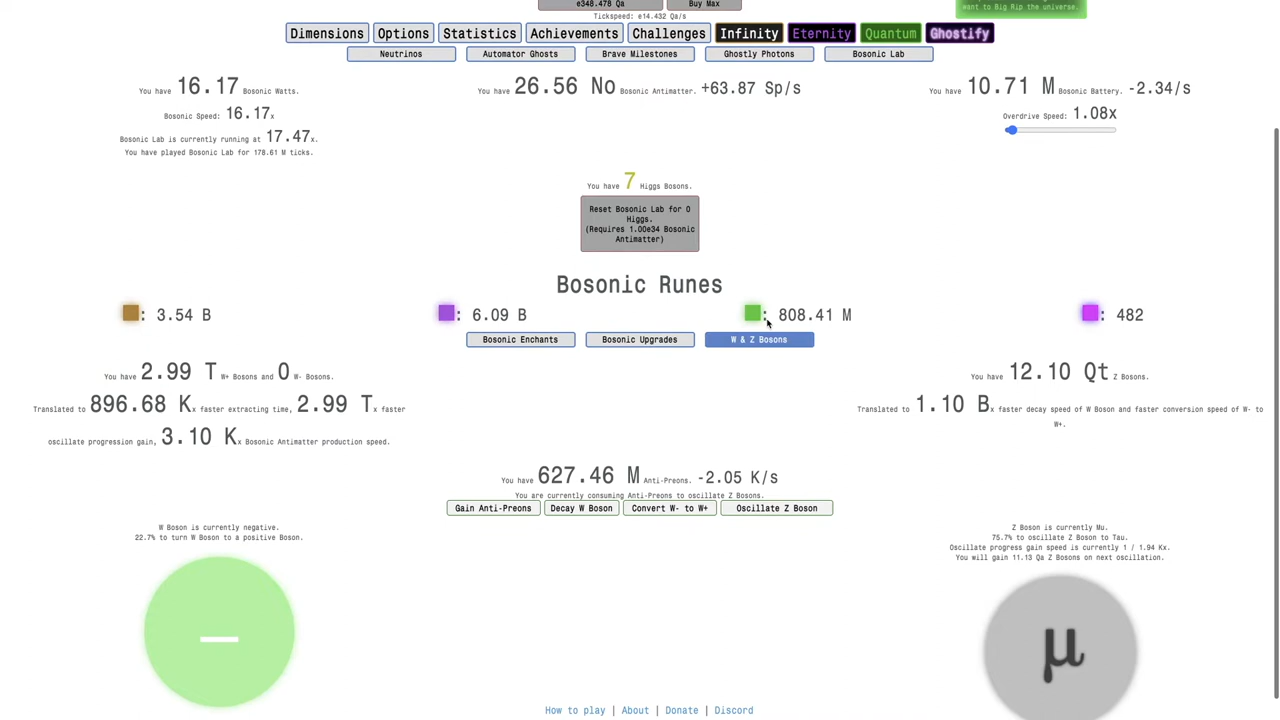 e348.478 Qa
Buy Max
want to Big Rip the universe.
Tickspeed: e14.432 Qa/s
Dimensions
Options
Statistics
Achievements
Challenges
Infinity
Eternity
Quantum
Ghostify
Neutrinos
Automator Ghosts
Brave Milestones
Ghostly Photons
Bosonic Lab
You have 16.17 Bosonic Watts.
You have 26.56 No Bosonic Antimatter. +63.87 Sp/s
You have 10.71 M Bosonic Battery. -2.34/s
Bosonic Speed: 16.17x
Overdrive Speed: 1.08x
Bosonic Lab is currently running at 17.47x.
You have played Bosonic Lab for 178.61 M ticks.
You have 7 Higgs Bosons.
Reset Bosonic Lab for 0
Higgs.
(Requires 1.00e34 Bosonic
Antimatter)
Bosonic Runes
: 3.54 B
: 6.09 B
: 808.41 M
: 482
Bosonic Enchants
Bosonic Upgrades
W & Z Bosons
You have 2.99 T W+ Bosons and 0 W- Bosons.
You have 12.10 Qt Z Bosons.
Translated to 896.68 Kx faster extracting time, 2.99 Tx faster
oscillate progression gain, 3.10 Kx Bosonic Antimatter production speed.
Translated to 1.10 Bx faster decay speed of W Boson and faster conversion speed of W- to
W+.
You have 627.46 M Anti-Preons. -2.05 K/s
You are currently consuming Anti-Preons to oscillate Z Bosons.
Gain Anti-Preons
Decay W Boson
Convert W- to W+
Oscillate Z Boson
W Boson is currently negative.
22.7% to turn W Boson to a positive Boson.
Z Boson is currently Mu.
75.7% to oscillate Z Boson to Tau.
Oscillate progress gain speed is currently 1 / 1.94 Kx.
You will gain 11.13 Qa Z Bosons on next oscillation.
−
μ
How to play | About | Donate | Discord